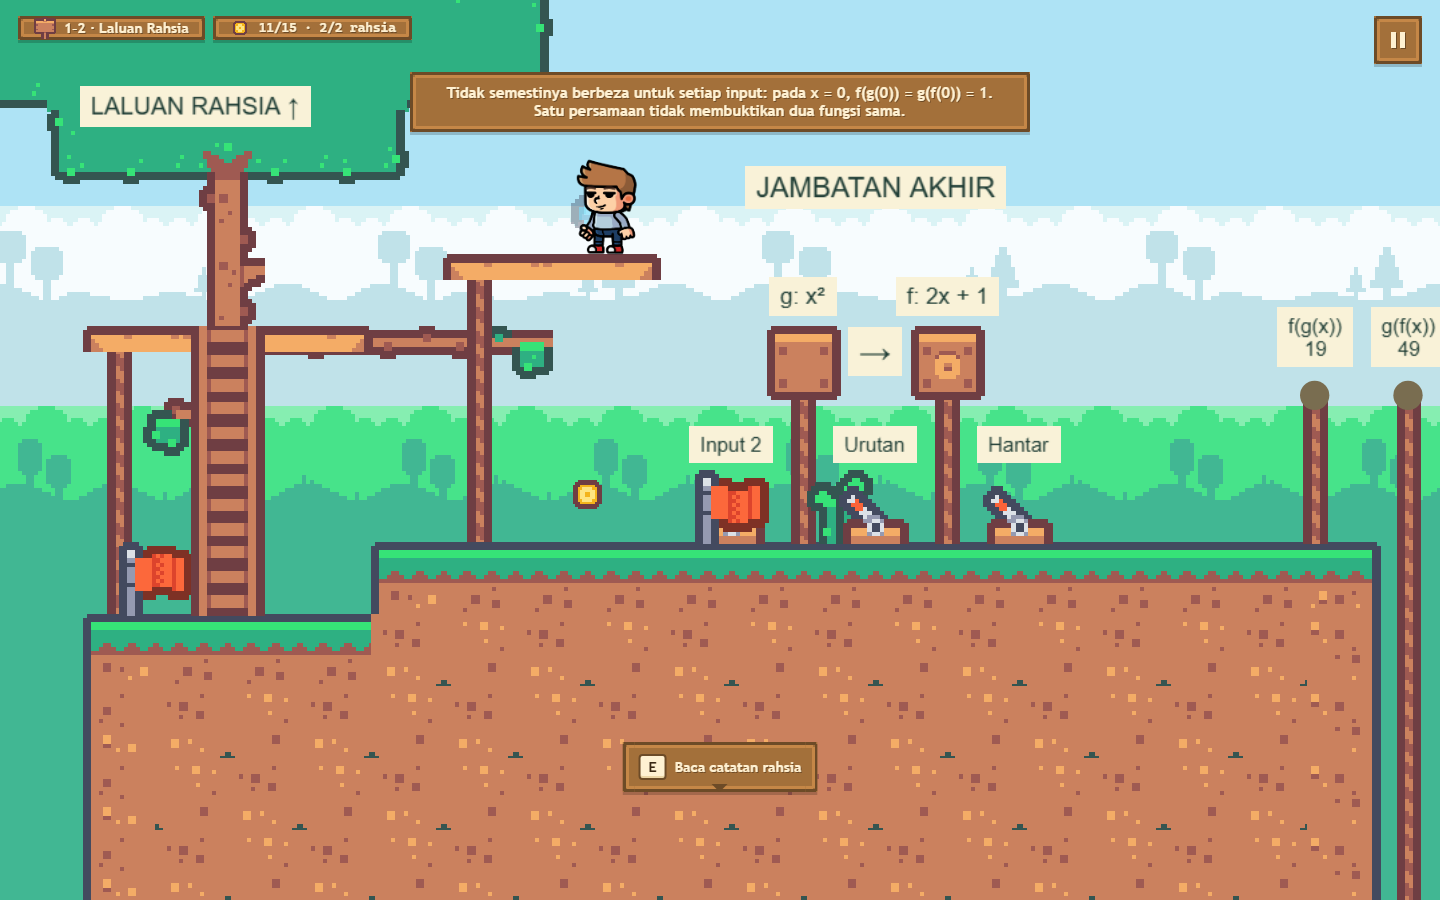 1-2 · Laluan Rahsia
11/15 · 2/2 rahsia
LALUAN RAHSIA ↑
Tidak semestinya berbeza untuk setiap input: pada x = 0, f(g(0)) = g(f(0)) = 1.
Satu persamaan tidak membuktikan dua fungsi sama.
JAMBATAN AKHIR
g: x²
f: 2x + 1
→
f(g(x))
19
g(f(x))
49
Input 2
Urutan
Hantar
E Baca catatan rahsia